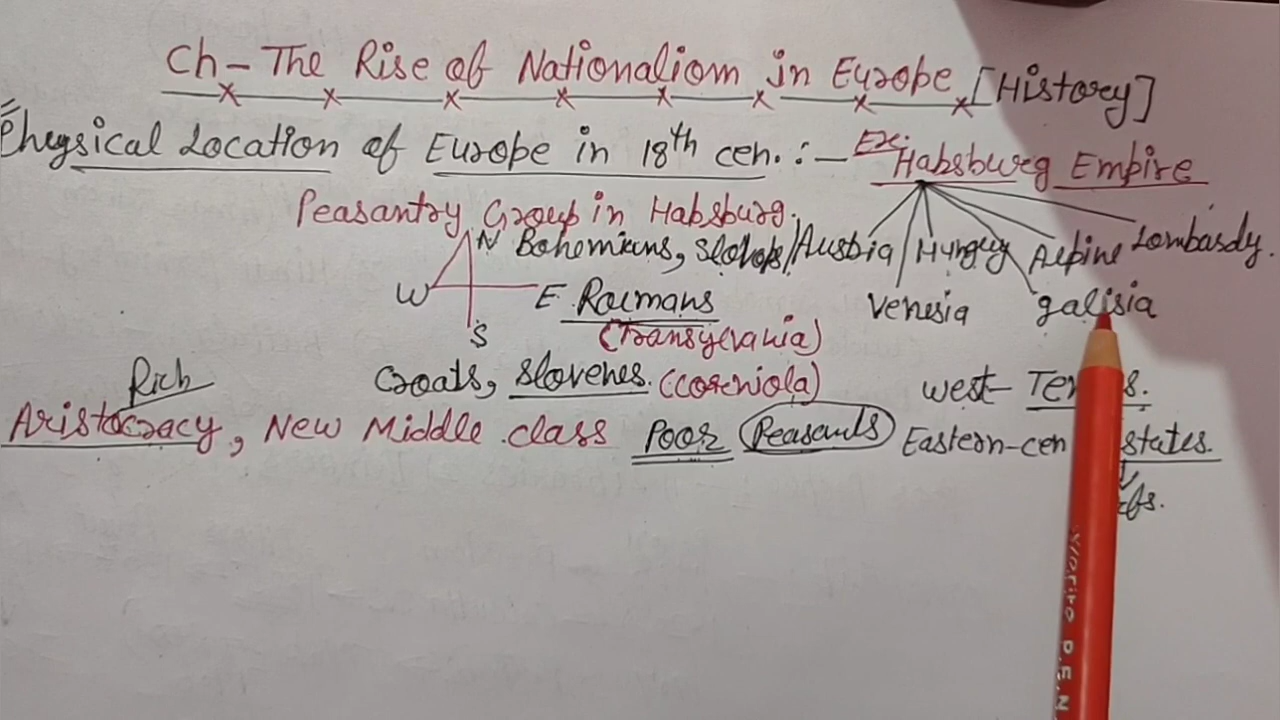 Ch - The Rise of Nationalism in Europe [History]
Physical Location of Europe in 18th cen. :- Ex: Habsburg Empire
Peasantry Group in Habsburg.
N Bohemians, Slovaks/Austria / Hungry Alpine Lombardy.
W E Roumans Venesia galisia
S (Transylvania)
Rich Croats, Slovenes. (Corniola) West-
Aristocracy, New Middle class Poor Peasants Eastern-cen states.